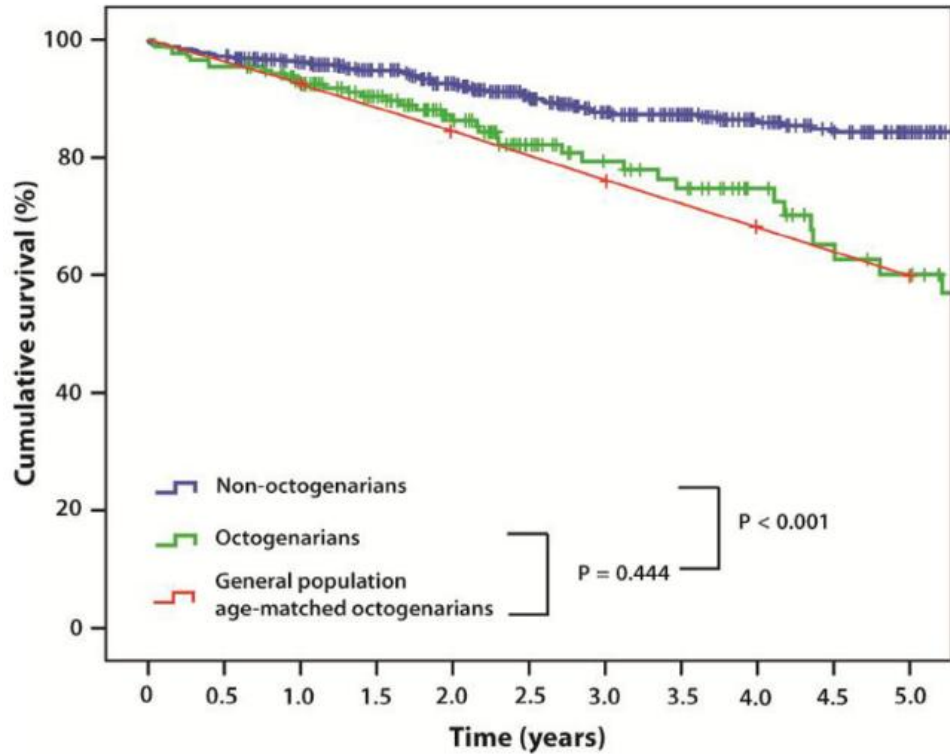 Cumulative survival (%)
100
80
60
40
20
0
Non-octogenarians
Octogenarians
General population
age-matched octogenarians
P = 0.444
P < 0.001
0 0.5 1.0 1.5 2.0 2.5 3.0 3.5 4.0 4.5 5.0
Time (years)